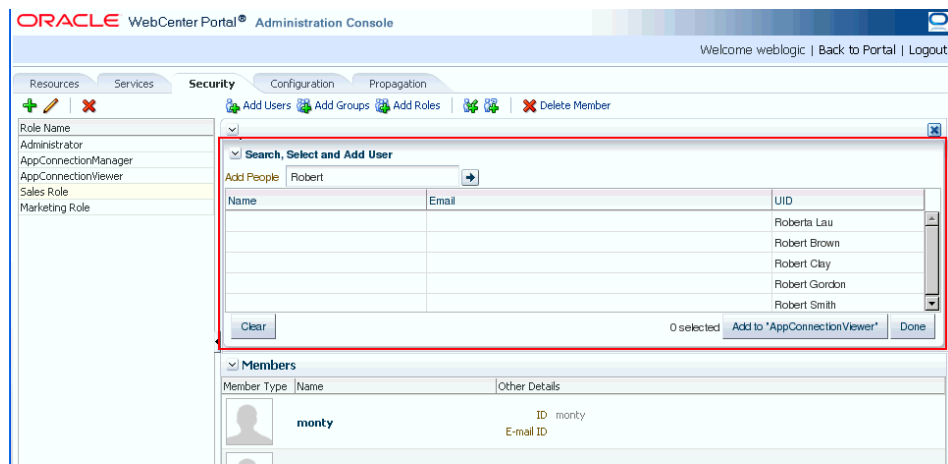 ORACLE WebCenter Portal® Administration Console
Welcome weblogic | Back to Portal | Logout
Resources Services Security Configuration Propagation
Add Users Add Groups Add Roles Delete Member
Role Name
Administrator
AppConnectionManager
AppConnectionViewer
Sales Role
Marketing Role
Search, Select and Add User
Add People Robert
Name Email UID
Roberta Lau
Robert Brown
Robert Clay
Robert Gordon
Robert Smith
Clear 0 selected Add to "AppConnectionViewer" Done
Members
Member Type Name Other Details
monty ID monty
E-mail ID